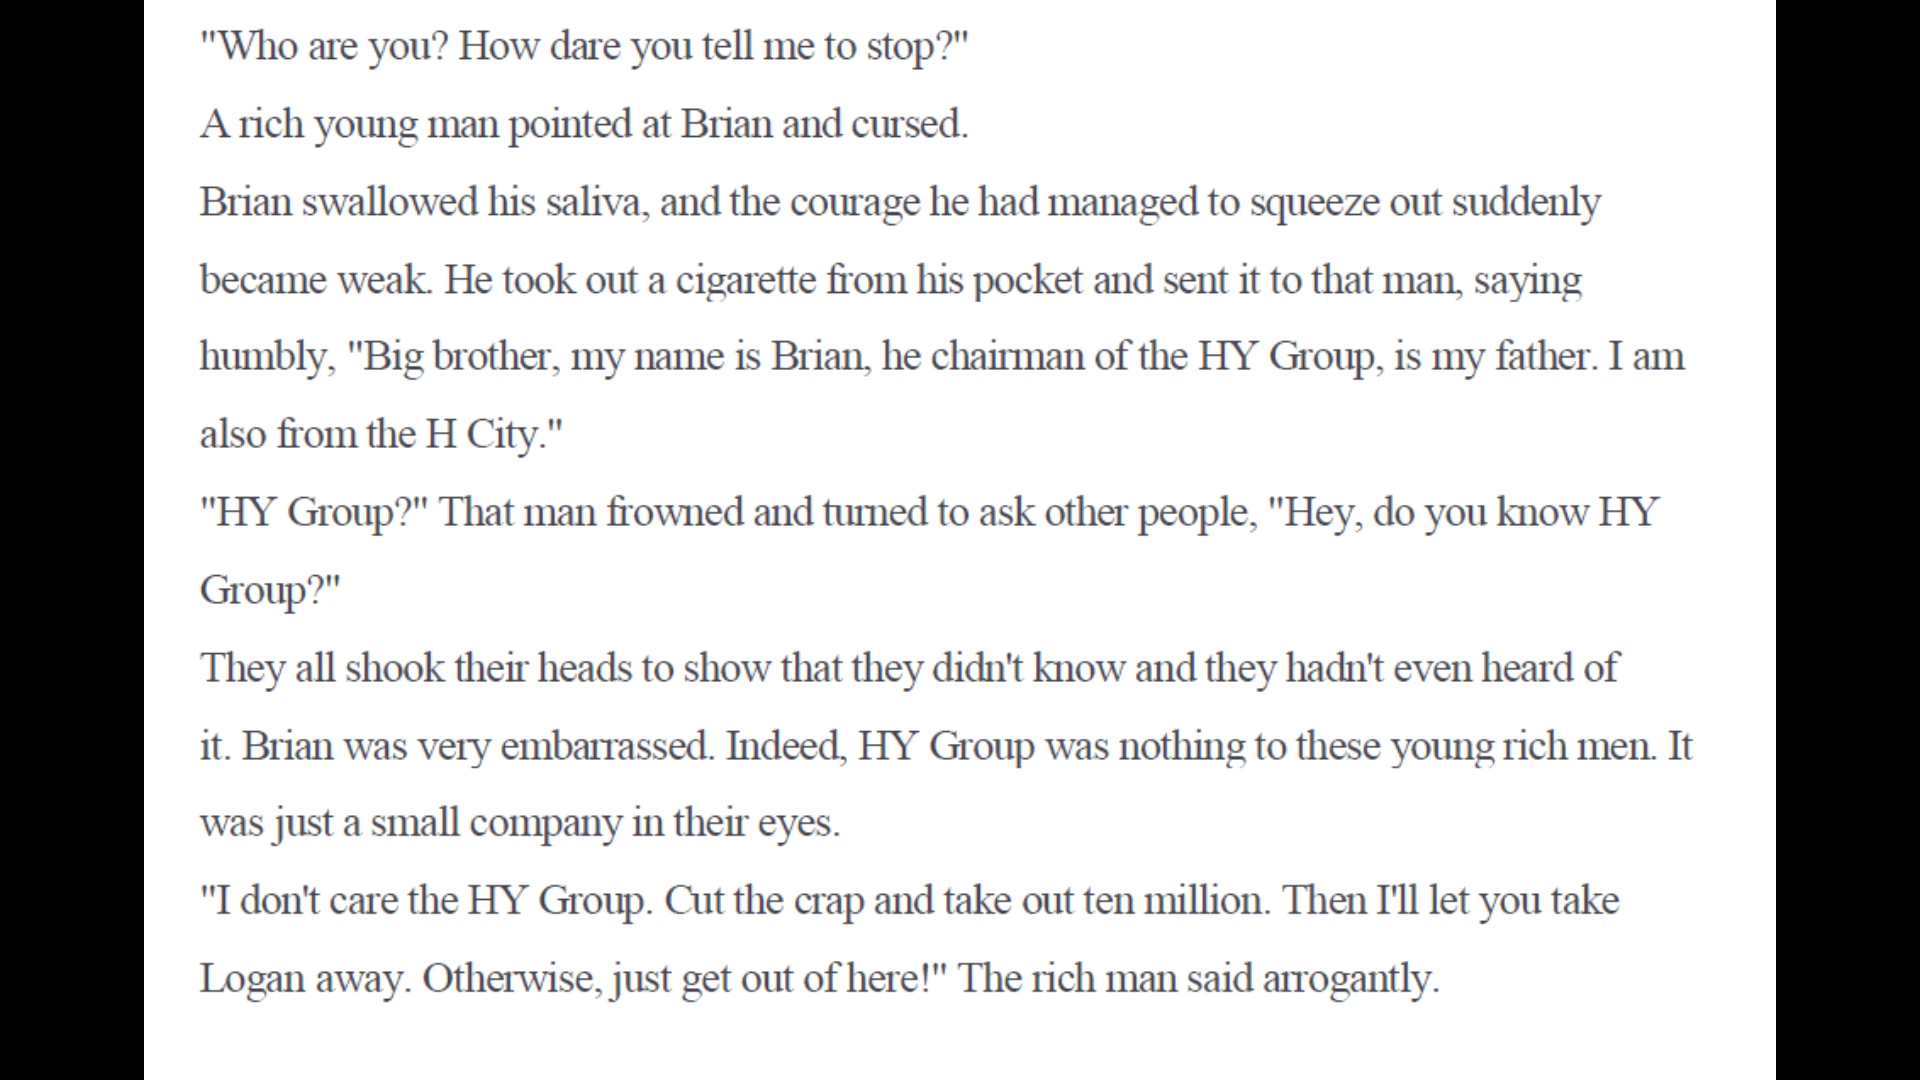 "Who are you? How dare you tell me to stop?"
A rich young man pointed at Brian and cursed.
Brian swallowed his saliva, and the courage he had managed to squeeze out suddenly
became weak. He took out a cigarette from his pocket and sent it to that man, saying
humbly, "Big brother, my name is Brian, he chairman of the HY Group, is my father. I am
also from the H City."
"HY Group?" That man frowned and turned to ask other people, "Hey, do you know HY
Group?"
They all shook their heads to show that they didn't know and they hadn't even heard of
it. Brian was very embarrassed. Indeed, HY Group was nothing to these young rich men. It
was just a small company in their eyes.
"I don't care the HY Group. Cut the crap and take out ten million. Then I'll let you take
Logan away. Otherwise, just get out of here!" The rich man said arrogantly.